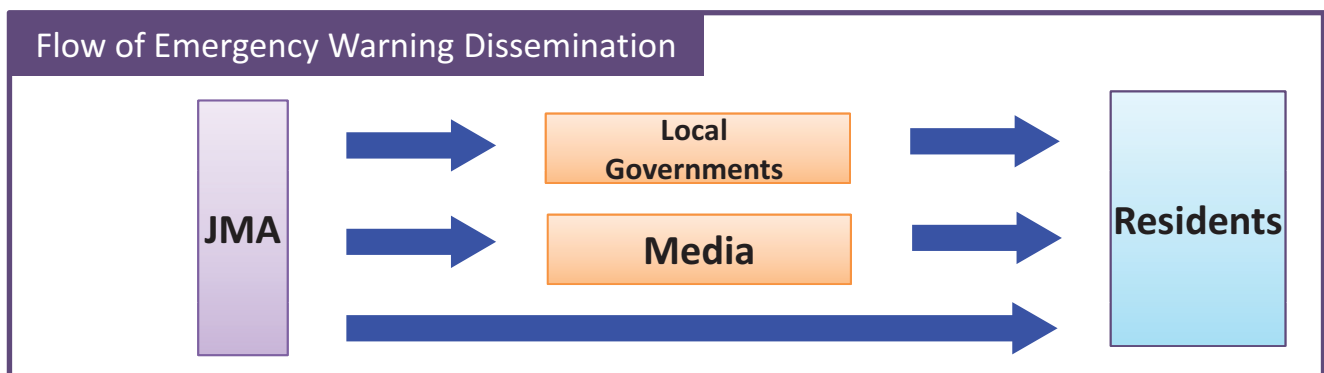 Flow of Emergency Warning Dissemination
JMA
Local
Governments
Media
Residents